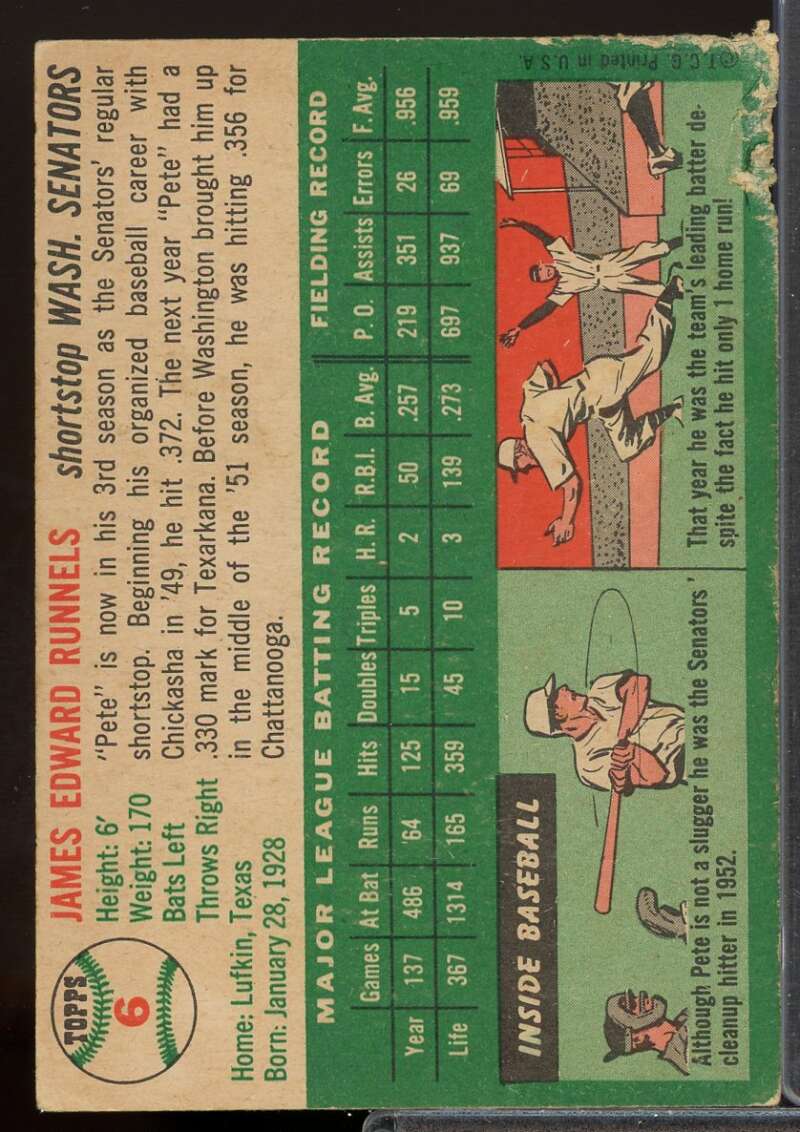 TOPPS
6
JAMES EDWARD RUNNELS shortstop WASH. SENATORS
Height: 6'
Weight: 170
Bats Left
Throws Right
Home: Lufkin, Texas
Born: January 28, 1928
"Pete" is now in his 3rd season as the Senators' regular
shortstop. Beginning his organized baseball career with
Chickasha in '49, he hit .372. The next year "Pete" had a
.330 mark for Texarkana. Before Washington brought him up
in the middle of the '51 season, he was hitting .356 for
Chattanooga.
MAJOR LEAGUE BATTING RECORD FIELDING RECORD
Games At Bat Runs Hits Doubles Triples H. R. R.B.I. B. Avg. P. O. Assists Errors F. Avg.
Year 137 486 64 125 15 5 2 50 .257 219 351 26 .956
Life 367 1314 165 359 45 10 3 139 .273 697 937 69 .959
INSIDE BASEBALL
Although Pete is not a slugger he was the Senators'
cleanup hitter in 1952.
That year he was the team's leading batter de-
spite the fact he hit only 1 home run!
© T.C.G. Printed in U.S.A.